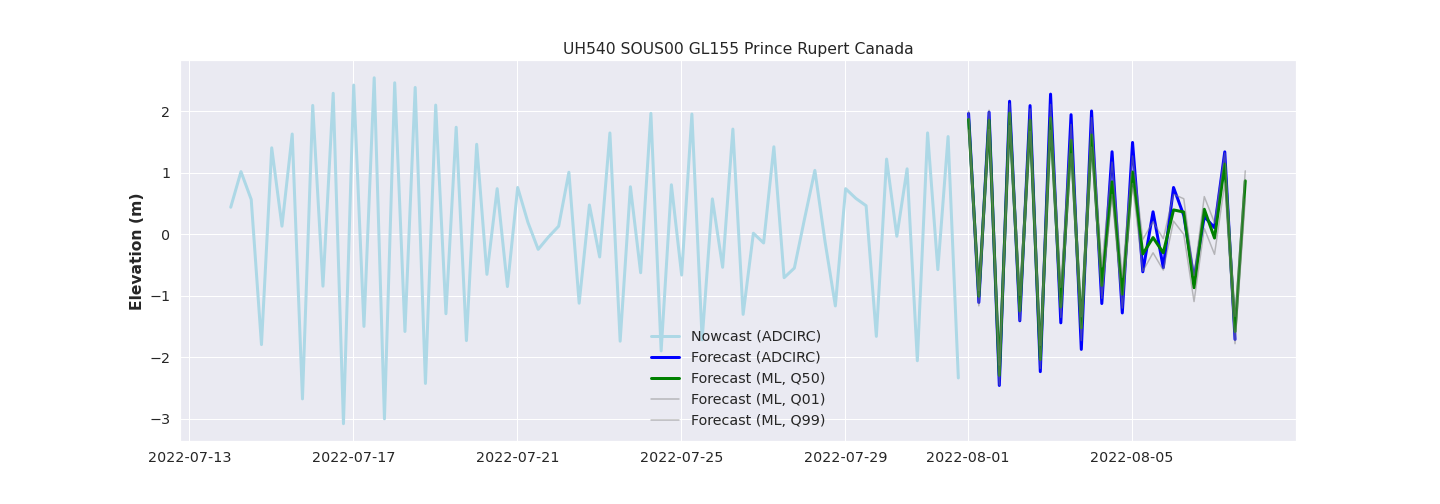 UH540 SOUS00 GL155 Prince Rupert Canada
Elevation (m)
2
1
0
−1
−2
−3
Nowcast (ADCIRC)
Forecast (ADCIRC)
Forecast (ML, Q50)
Forecast (ML, Q01)
Forecast (ML, Q99)
2022-07-13 2022-07-17 2022-07-21 2022-07-25 2022-07-29 2022-08-01 2022-08-05